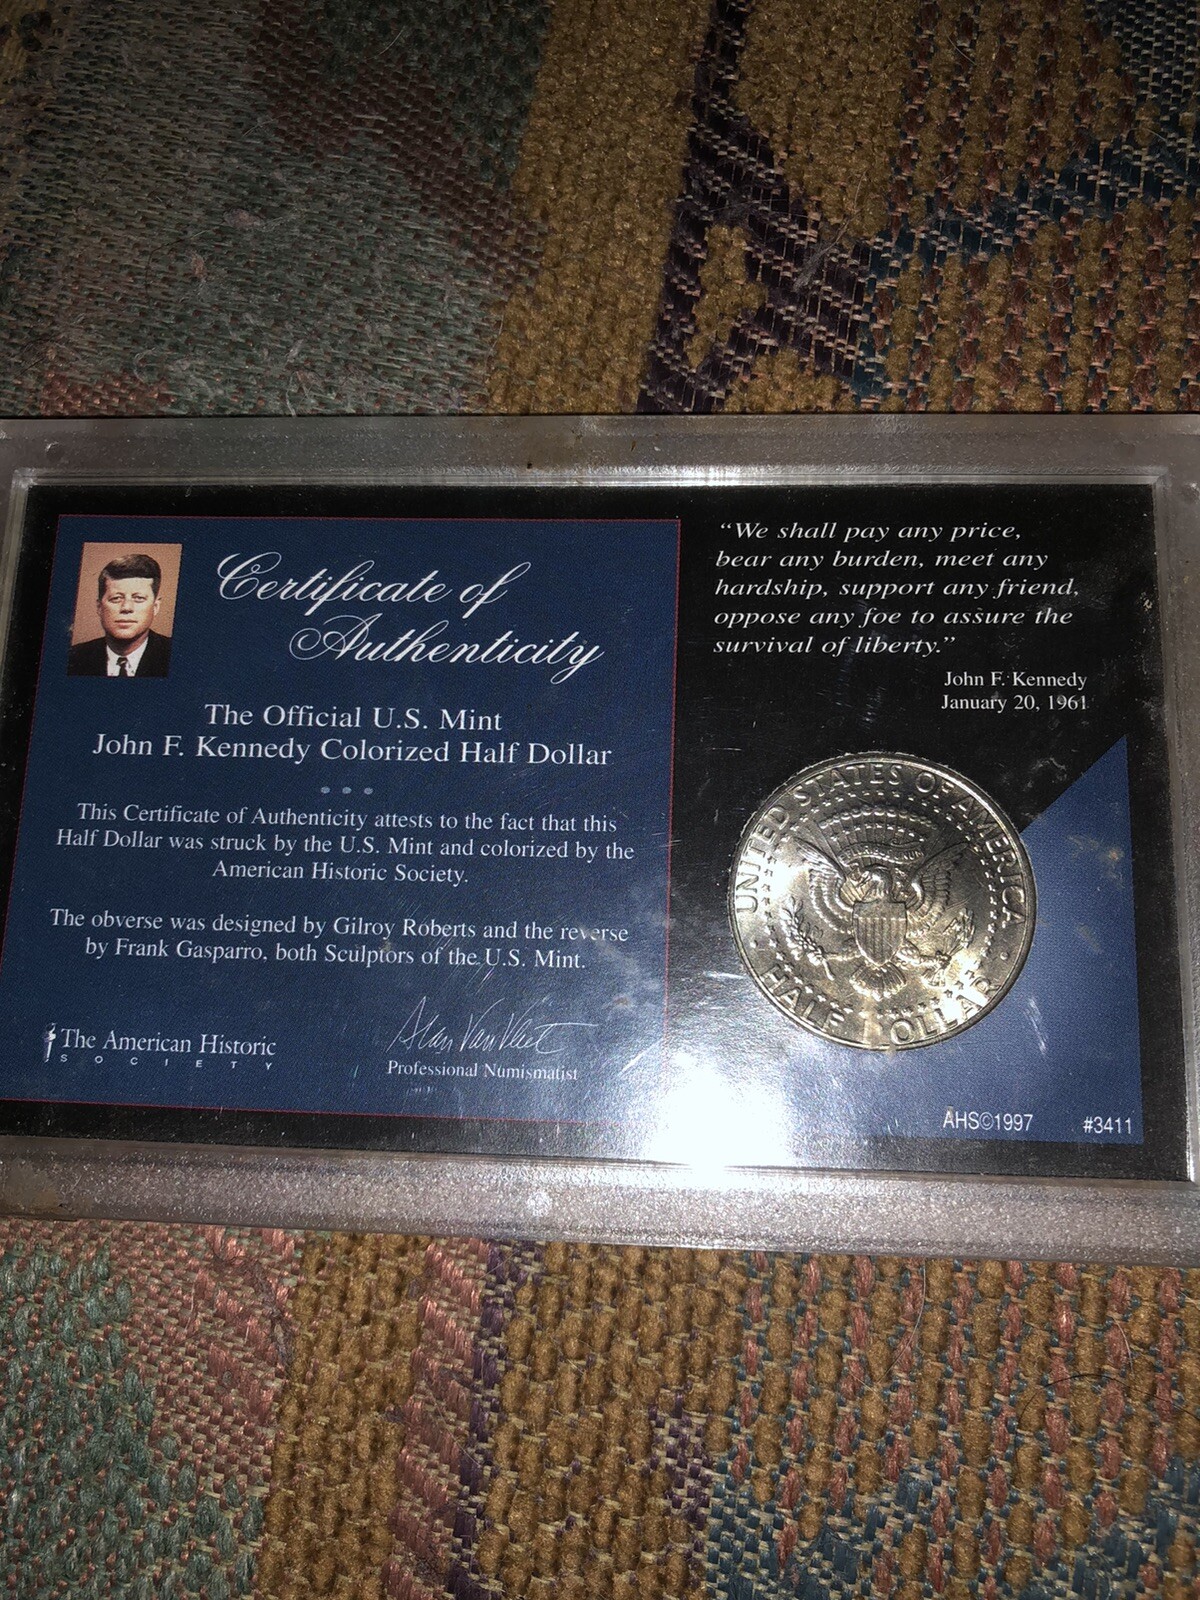 Certificate of
Authenticity
The Official U.S. Mint
John F. Kennedy Colorized Half Dollar
This Certificate of Authenticity attests to the fact that this
Half Dollar was struck by the U.S. Mint and colorized by the
American Historic Society.
The obverse was designed by Gilroy Roberts and the reverse
by Frank Gasparro, both Sculptors of the U.S. Mint.
The American Historic
SOCIETY
Alan VanVleet
Professional Numismatist
“We shall pay any price,
bear any burden, meet any
hardship, support any friend,
oppose any foe to assure the
survival of liberty.”
John F. Kennedy
January 20, 1961
UNITED STATES OF AMERICA
HALF DOLLAR
AHS©1997 #3411